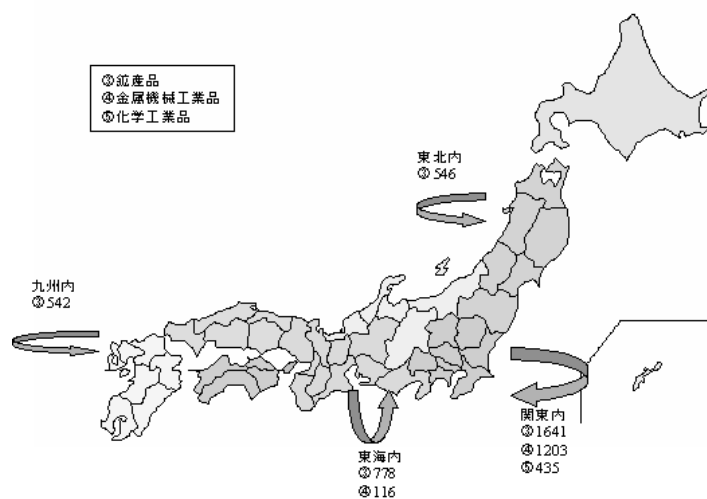 ③鉱産品
④金属機械工業品
⑤化学工業品
東北内
③546
九州内
③542
関東内
③1641
④1203
⑤435
東海内
③778
④116